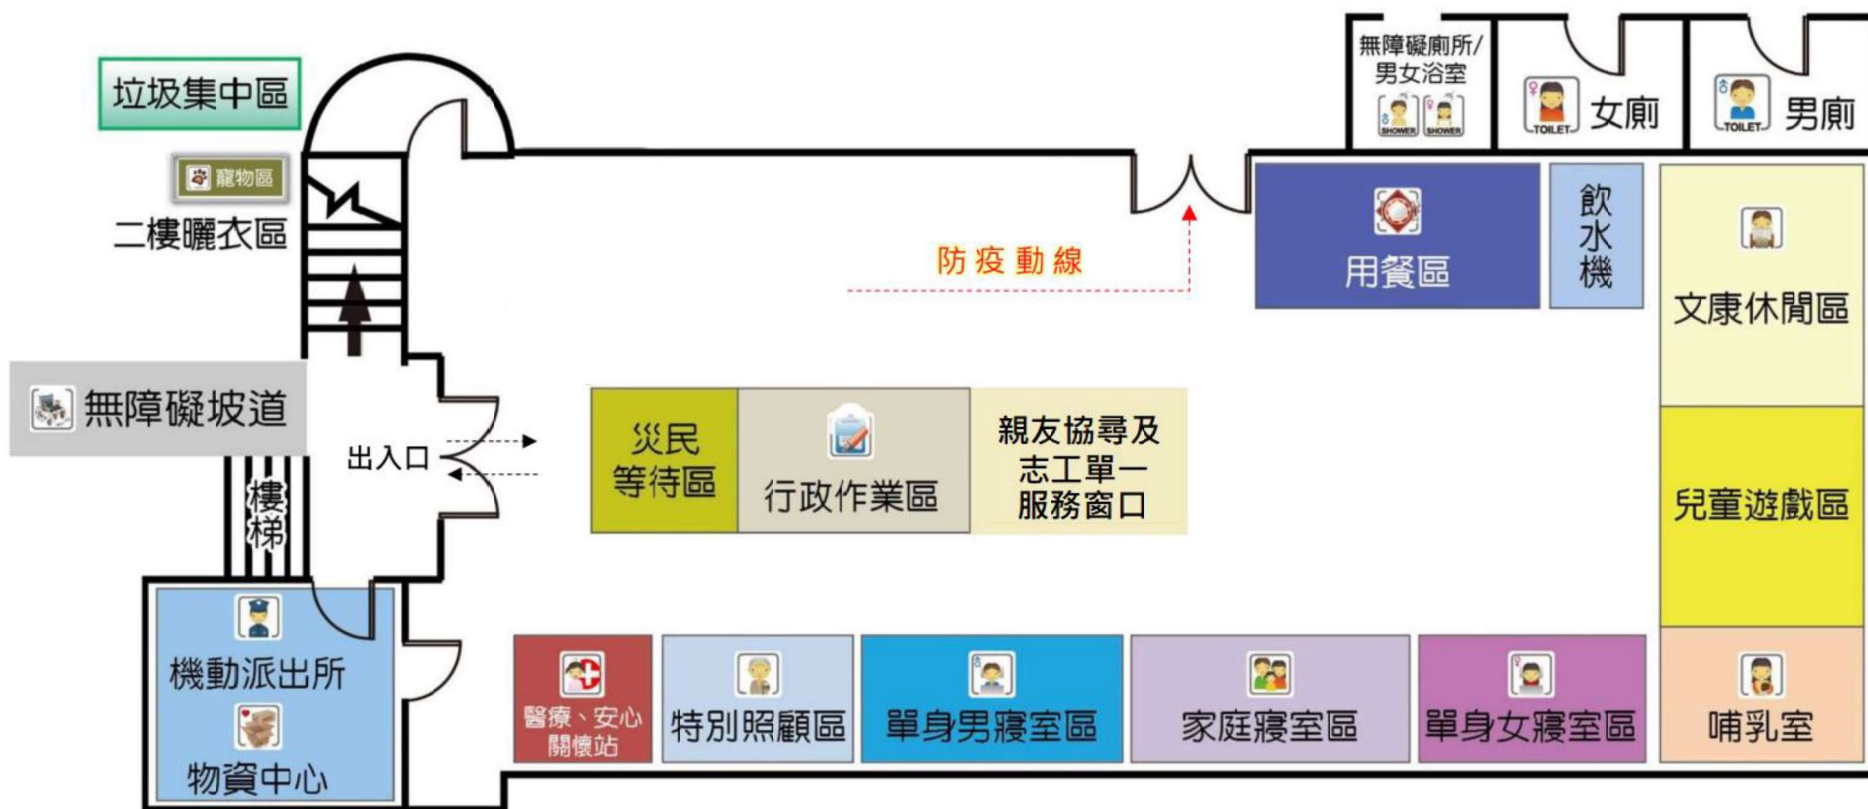 無障礙廁所/
男女浴室
SHOWER
SHOWER
TOILET
女廁
TOILET
男廁
垃圾集中區
寵物區
二樓曬衣區
防疫動線
用餐區
飲水機
文康休閒區
無障礙坡道
出入口
樓梯
災民
等待區
行政作業區
親友協尋及
志工單一
服務窗口
兒童遊戲區
機動派出所
物資中心
醫療、安心
關懷站
特別照顧區
單身男寢室區
家庭寢室區
單身女寢室區
哺乳室